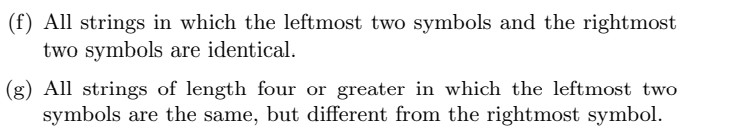 (f) All strings in which the leftmost two symbols and the rightmost
two symbols are identical.
(g) All strings of length four or greater in which the leftmost two
symbols are the same, but different from the rightmost symbol.